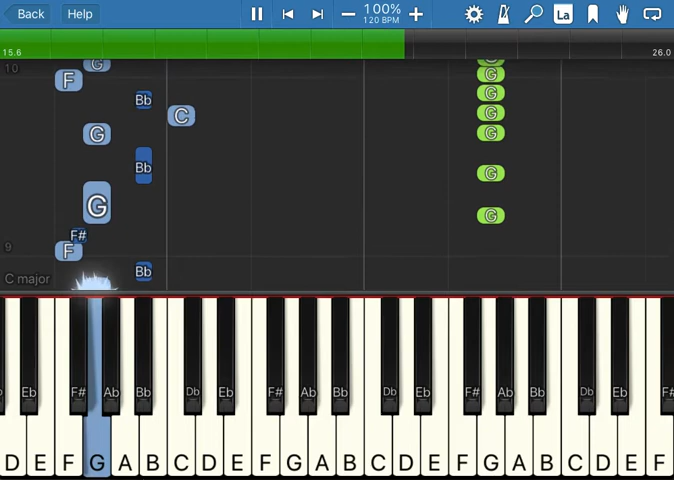 Back Help 100% 120 BPM La
15.6 26.0
10 G G
F G
Bb G
C G
G G
Bb G
G G
F#
9 F
C major Bb
Eb F# Ab Bb Db Eb F# Ab Bb Db Eb F# Ab Bb Db Eb F#
D E F G A B C D E F G A B C D E F G A B C D E F